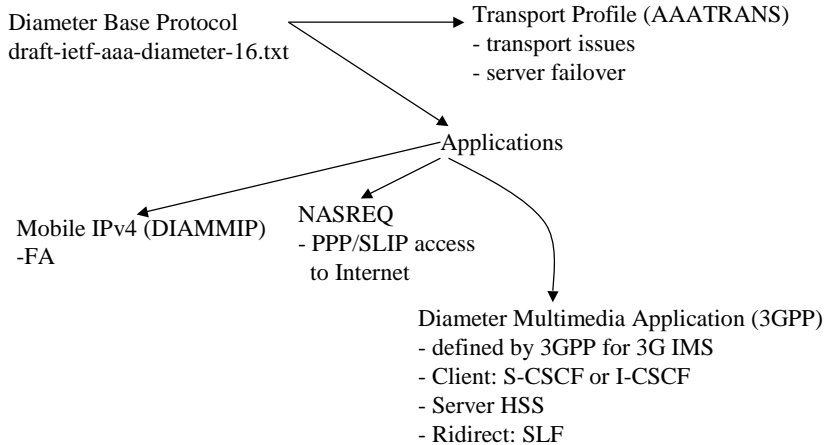 Diameter Base Protocol
draft-ietf-aaa-diameter-16.txt
Transport Profile (AAATRANS)
- transport issues
- server failover
Applications
Mobile IPv4 (DIAMMIP)
-FA
NASREQ
- PPP/SLIP access
to Internet
Diameter Multimedia Application (3GPP)
- defined by 3GPP for 3G IMS
- Client: S-CSCF or I-CSCF
- Server HSS
- Ridirect: SLF